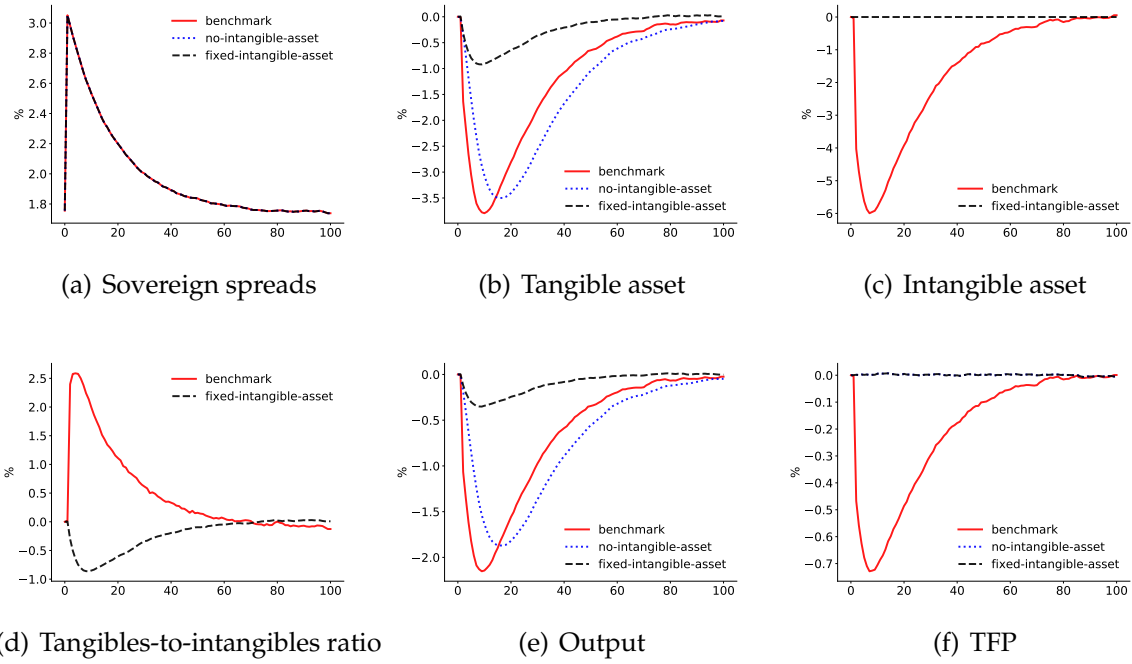 3.0
2.8
2.6
2.4
2.2
2.0
1.8
%
0 20 40 60 80 100
benchmark
no-intangible-asset
fixed-intangible-asset
(a) Sovereign spreads
0.0
−0.5
−1.0
−1.5
−2.0
−2.5
−3.0
−3.5
%
0 20 40 60 80 100
benchmark
no-intangible-asset
fixed-intangible-asset
(b) Tangible asset
0
−1
−2
−3
−4
−5
−6
%
0 20 40 60 80 100
benchmark
fixed-intangible-asset
(c) Intangible asset
2.5
2.0
1.5
1.0
0.5
0.0
−0.5
−1.0
%
0 20 40 60 80 100
benchmark
fixed-intangible-asset
d) Tangibles-to-intangibles ratio
0.0
−0.5
−1.0
−1.5
−2.0
%
0 20 40 60 80 100
benchmark
no-intangible-asset
fixed-intangible-asset
(e) Output
0.0
−0.1
−0.2
−0.3
−0.4
−0.5
−0.6
−0.7
%
0 20 40 60 80 100
benchmark
no-intangible-asset
fixed-intangible-asset
(f) TFP